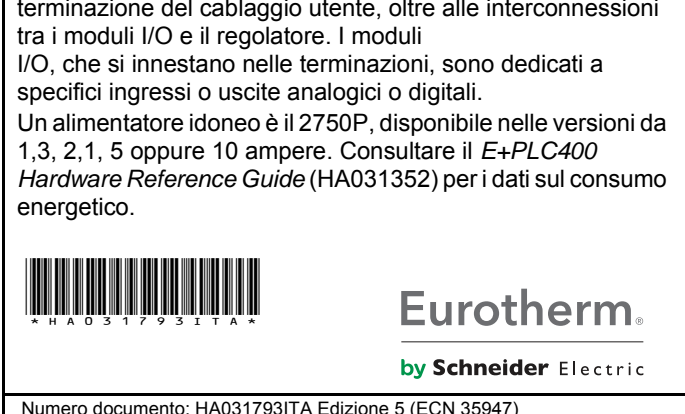 terminazione del cablaggio utente, oltre alle interconnessioni
tra i moduli I/O e il regolatore. I moduli
I/O, che si innestano nelle terminazioni, sono dedicati a
specifici ingressi o uscite analogici o digitali.
Un alimentatore idoneo è il 2750P, disponibile nelle versioni da
1,3, 2,1, 5 oppure 10 ampere. Consultare il E+PLC400
Hardware Reference Guide (HA031352) per i dati sul consumo
energetico.
*HA031793ITA*
Eurotherm®
by Schneider Electric
Numero documento: HA031793ITA Edizione 5 (ECN 35947)